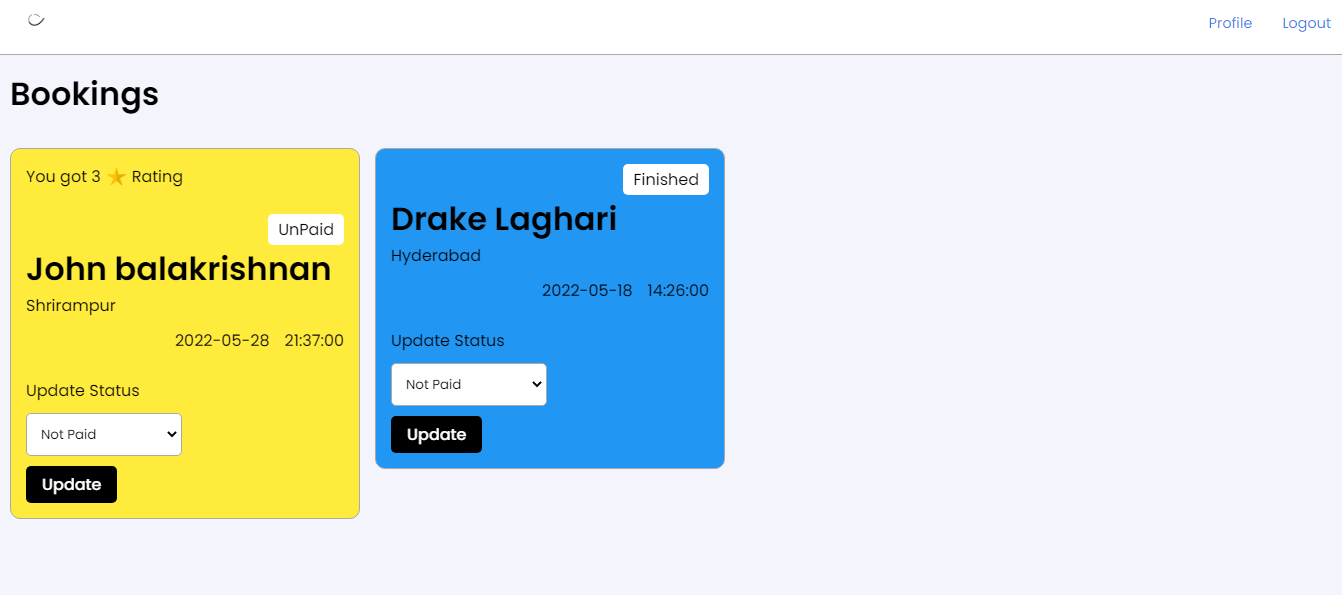 Profile Logout
Bookings
You got 3 ⭐ Rating
UnPaid
John balakrishnan
Shrirampur
2022-05-28 21:37:00
Update Status
Not Paid
Update
Finished
Drake Laghari
Hyderabad
2022-05-18 14:26:00
Update Status
Not Paid
Update